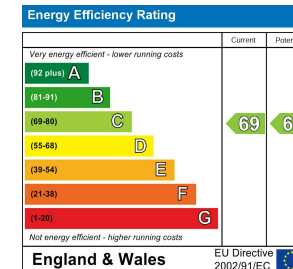 Energy Efficiency Rating
Current
Very energy efficient - lower running costs
(92 plus) A
(81-91) B
(69-80) C
69
(55-68) D
(39-54) E
(21-38) F
(1-20) G
Not energy efficient - higher running costs
England & Wales
EU Directive
2002/91/EC